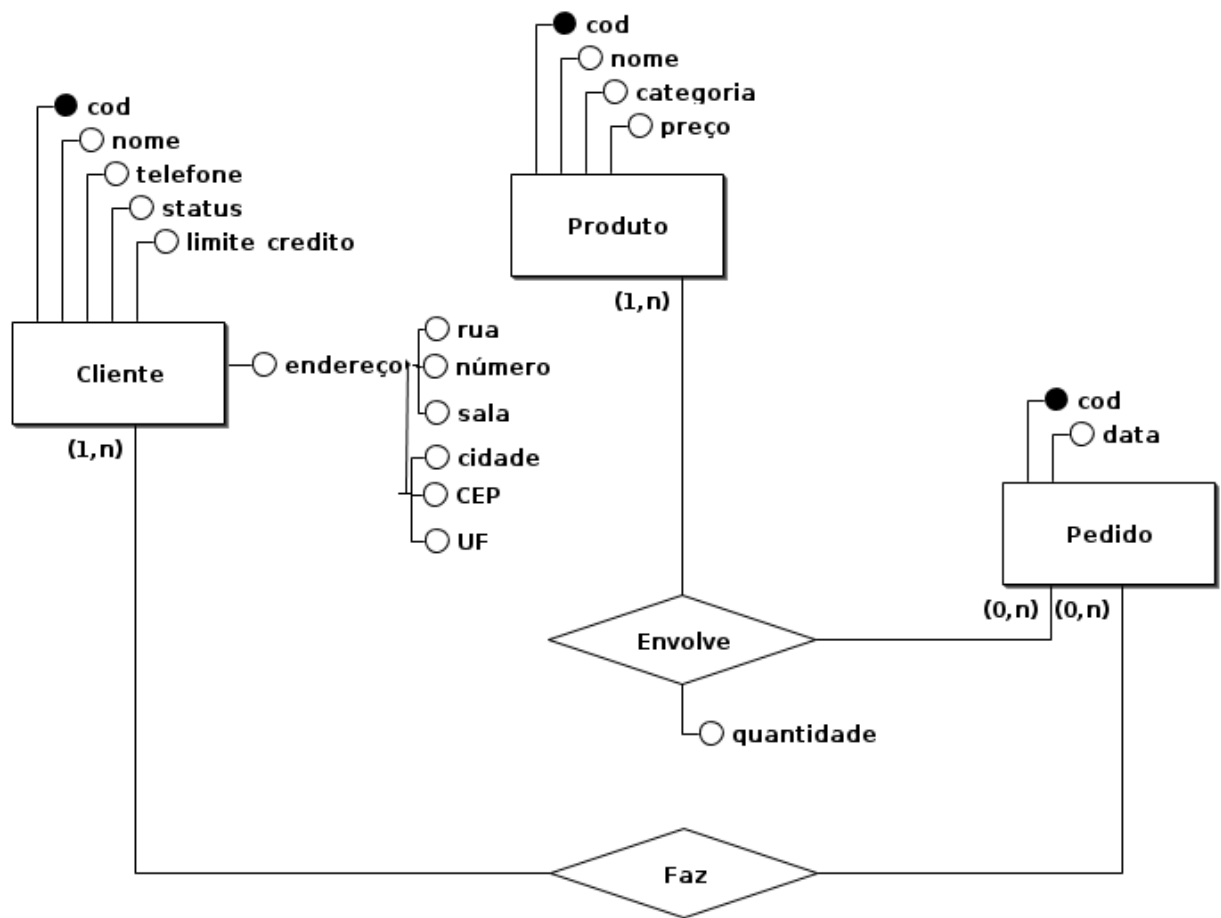 cod
nome
categoria
preço
Produto
(1,n)
cod
nome
telefone
status
limite credito
Cliente
(1,n)
endereço
rua
número
sala
cidade
CEP
UF
cod
data
Pedido
(0,n) (0,n)
Envolve
quantidade
Faz